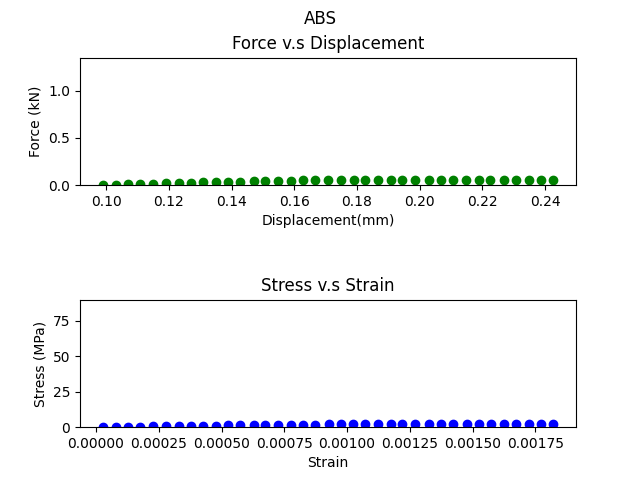 ABS
Force v.s Displacement
1.0
0.5
0.0
Force (kN)
0.10 0.12 0.14 0.16 0.18 0.20 0.22 0.24
Displacement(mm)
Stress v.s Strain
75
50
25
0
Stress (MPa)
0.00000 0.00025 0.00050 0.00075 0.00100 0.00125 0.00150 0.00175
Strain